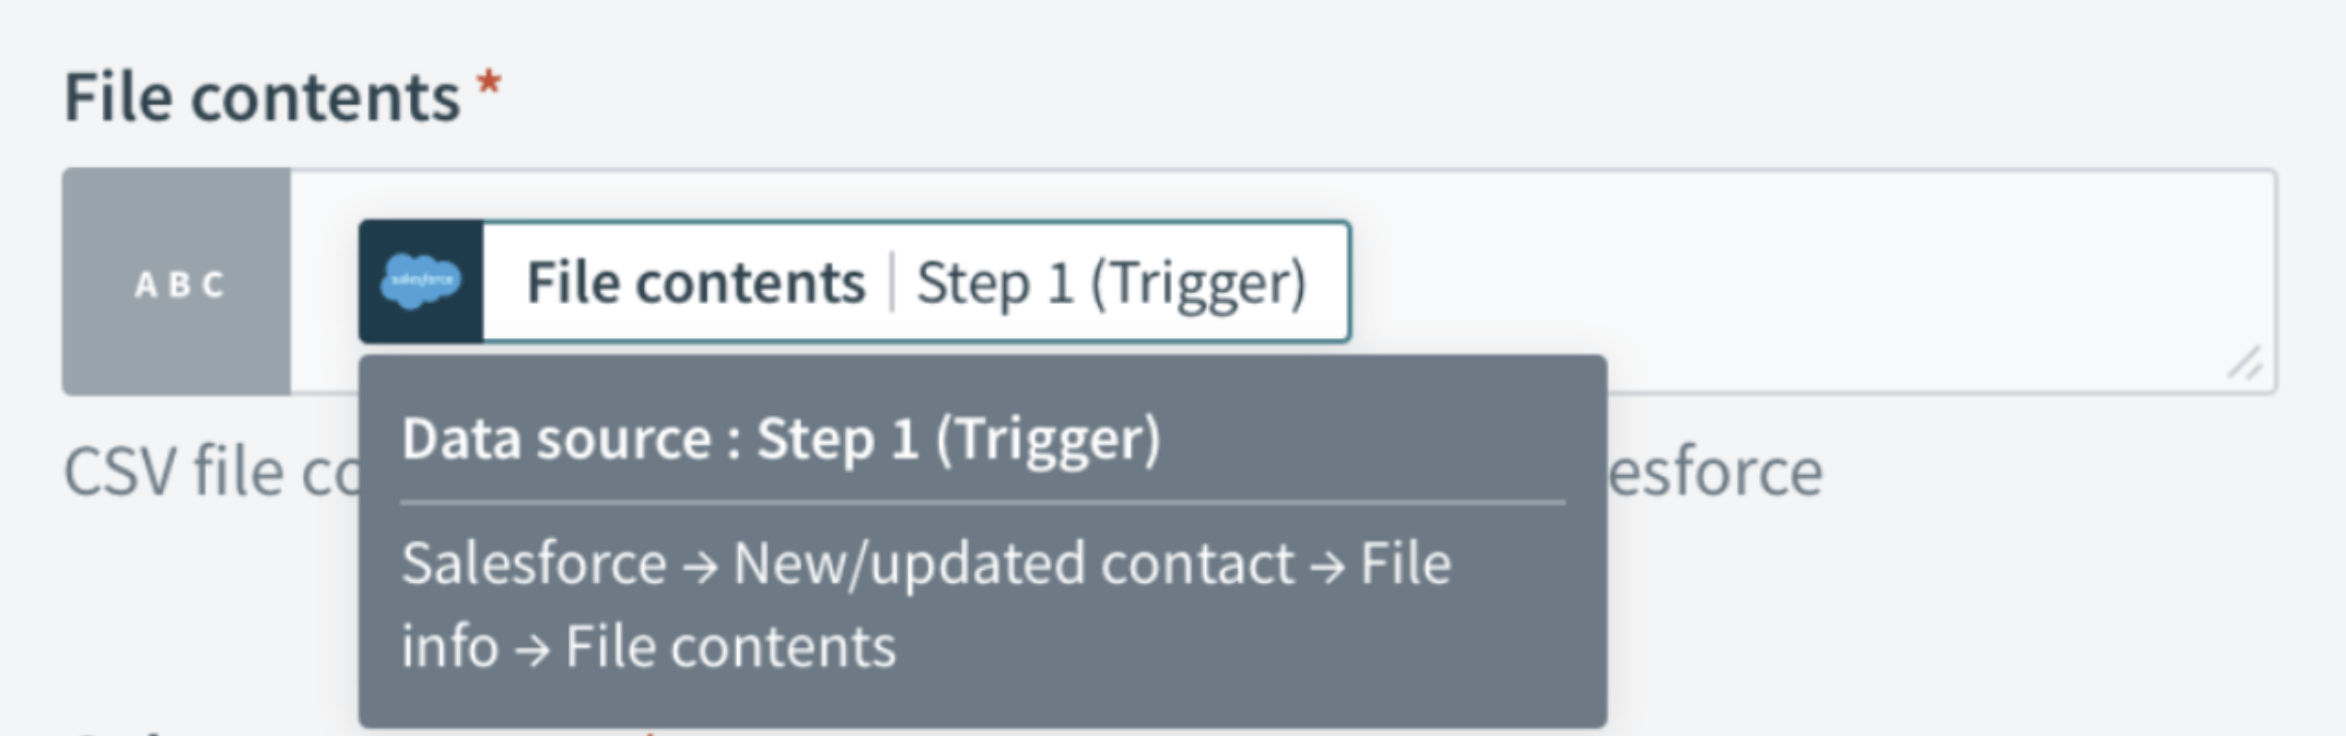 File contents *
ABC
salesforce
File contents | Step 1 (Trigger)
Data source : Step 1 (Trigger)
CSV file co
esforce
Salesforce → New/updated contact → File
info → File contents